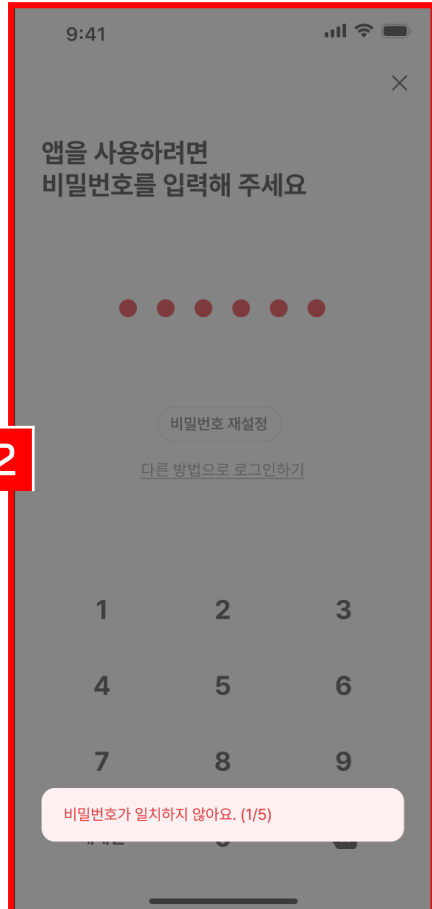 9:41
앱을 사용하려면
비밀번호를 입력해 주세요
2
비밀번호 재설정
다른 방법으로 로그인하기
1 2 3
4 5 6
7 8 9
비밀번호가 일치하지 않아요. (1/5)